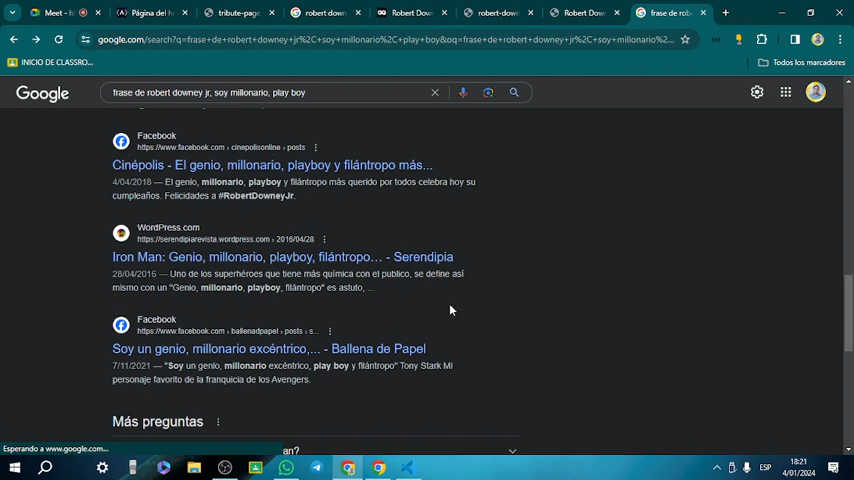 Meet - h
Página del h
tribute-page.
robert down
Robert Dow
robert-down
Robert Dow
frase de rob
google.com/search?q=frase+de+robert+downey+jr%2C+soy+millonario%2C+play+boy&oq=frase+de+robert+downey+jr%2C+soy+millonario%2...
INICIO DE CLASSRO...
Todos los marcadores
Google
frase de robert downey jr, soy millonario, play boy
Facebook
https://www.facebook.com › cinepolisonline › posts
Cinépolis - El genio, millonario, playboy y filántropo más...
4/04/2018 — El genio, millonario, playboy y filántropo más querido por todos celebra hoy su
cumpleaños. Felicidades a #RobertDowneyJr.
WordPress.com
https://serendipiarevista.wordpress.com › 2016/04/28
Iron Man: Genio, millonario, playboy, filántropo… - Serendipia
28/04/2016 — Uno de los superhéroes que tiene más química con el publico, se define así
mismo con un "Genio, millonario, playboy, filántropo" es astuto, ...
Facebook
https://www.facebook.com › ballenadpapel › posts › s...
Soy un genio, millonario excéntrico,... - Ballena de Papel
7/11/2021 — "Soy un genio, millonario excéntrico, play boy y filántropo" Tony Stark Mi
personaje favorito de la franquicia de los Avengers.
Más preguntas
an?
Esperando a www.google.com...
ESP
18:21
4/01/2024